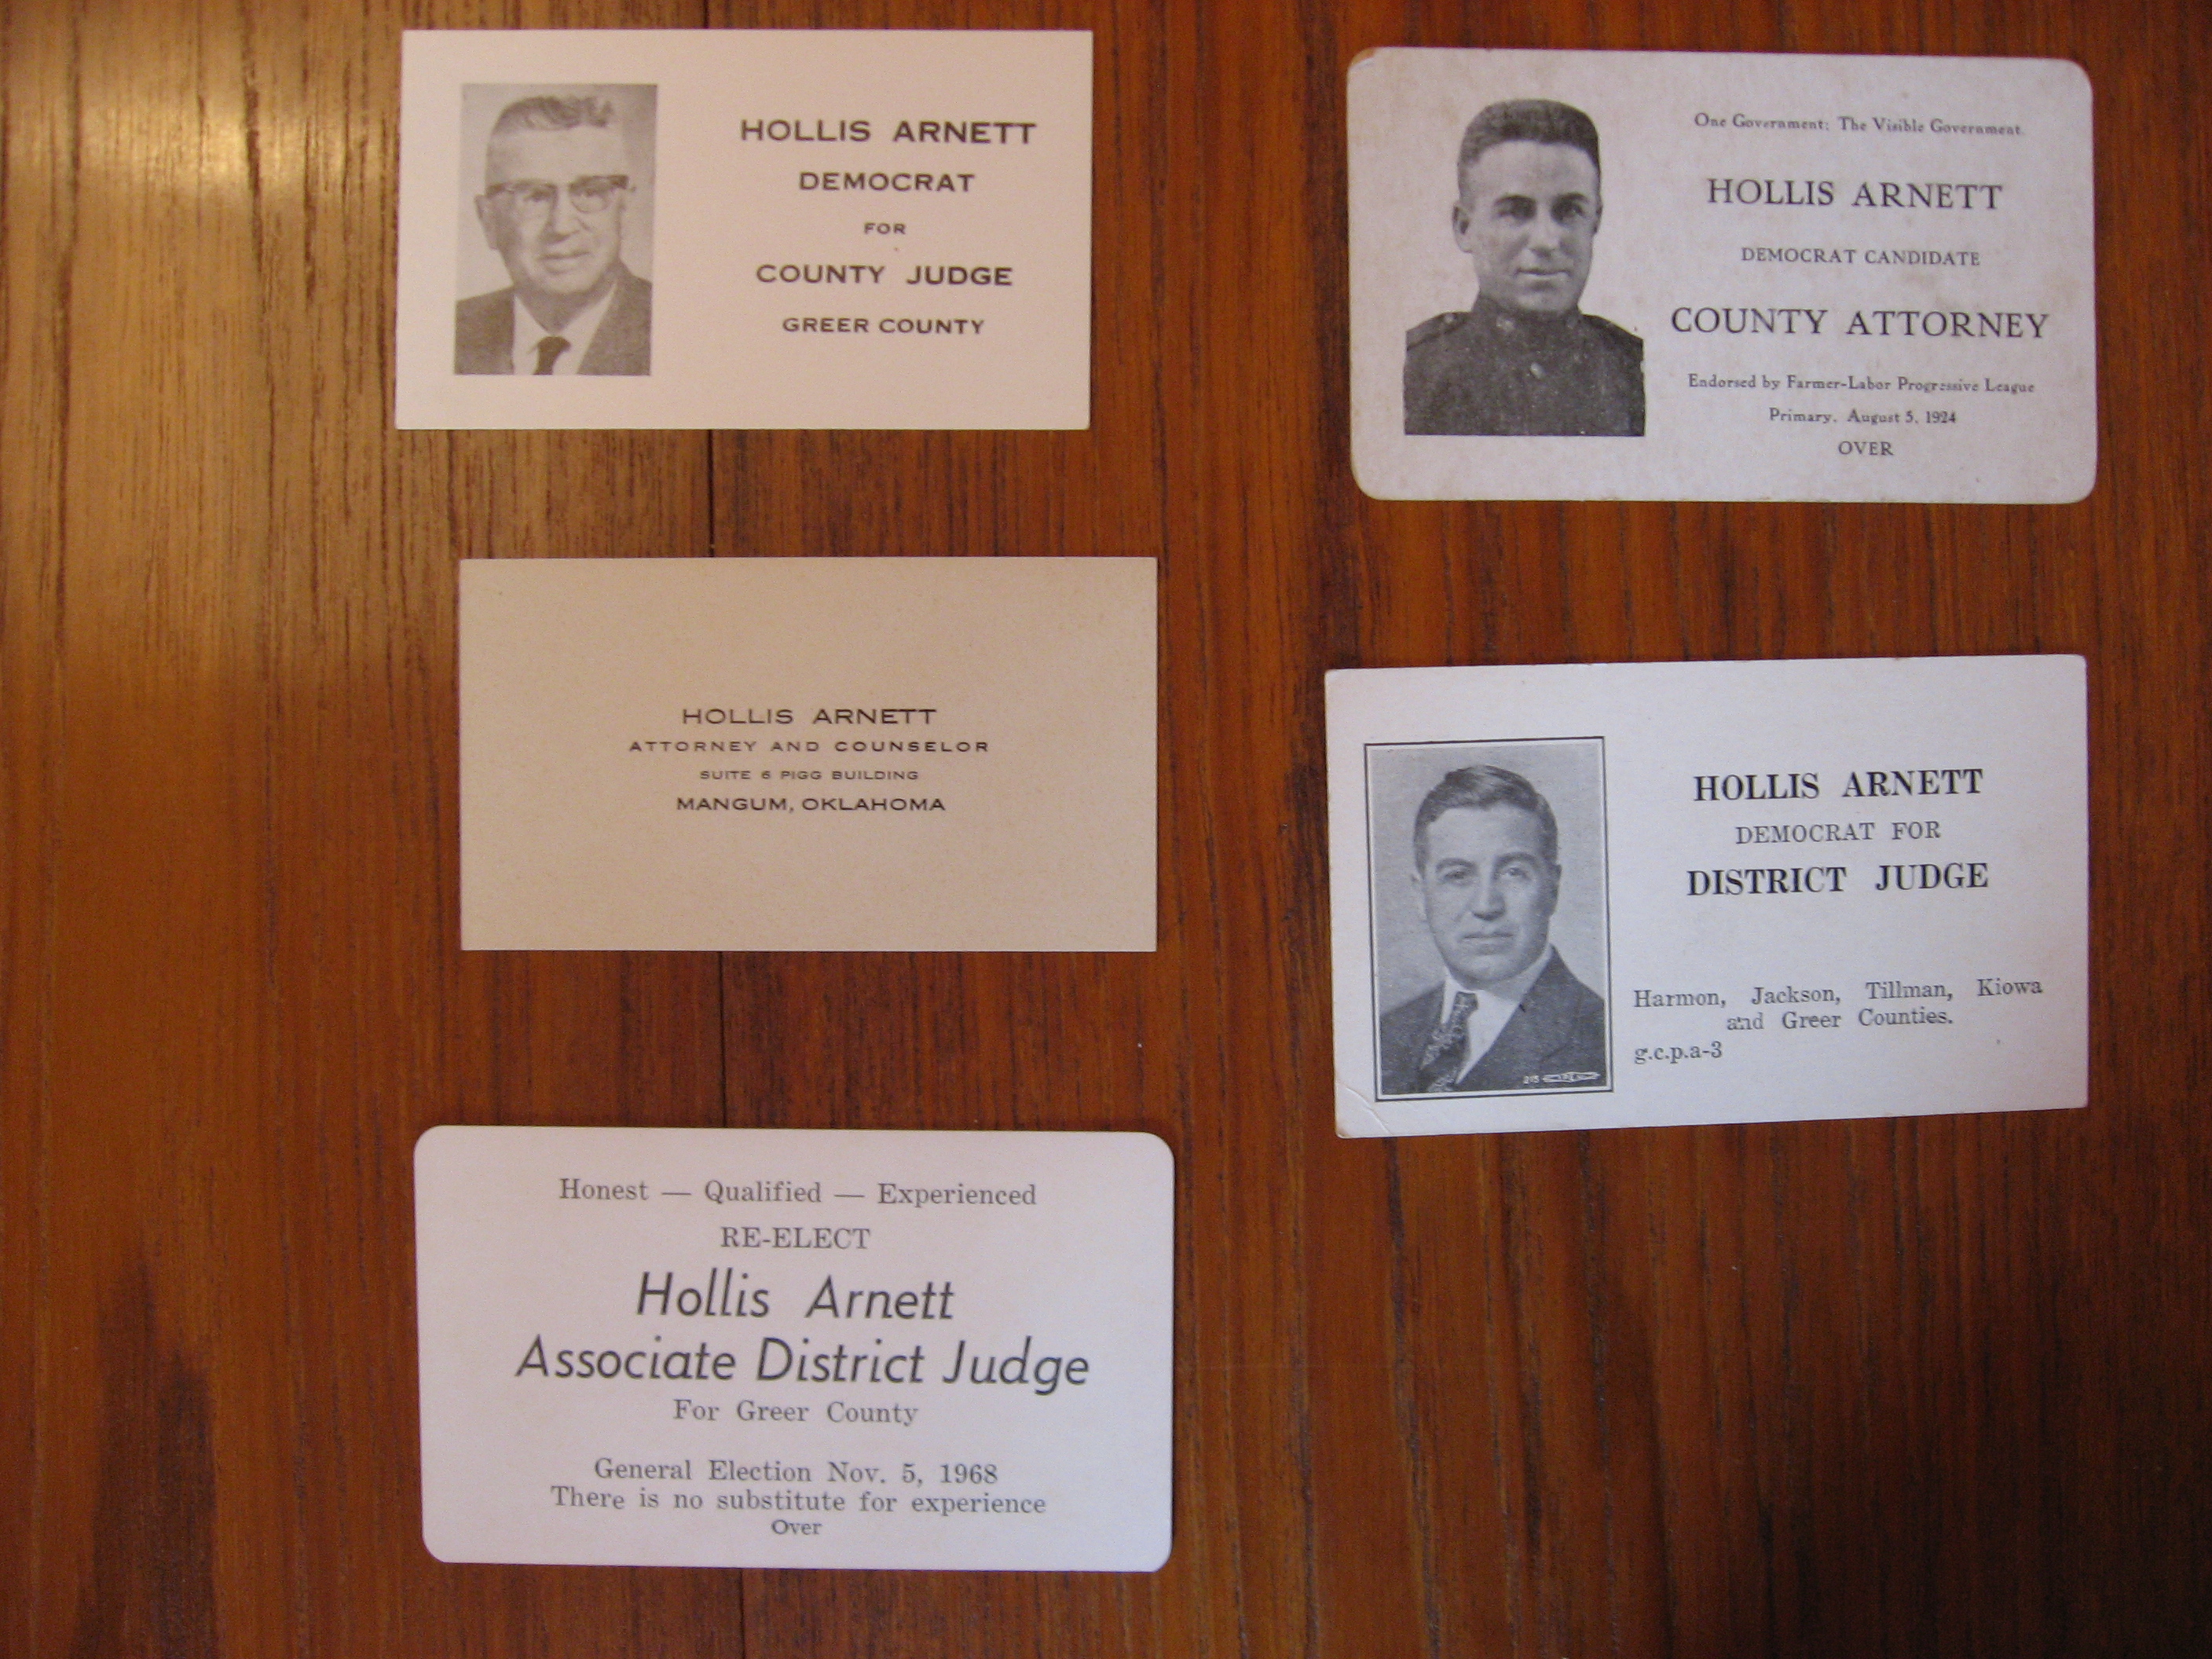 HOLLIS ARNETT
DEMOCRAT
FOR
COUNTY JUDGE
GREER COUNTY
One Government: The Visible Government.
HOLLIS ARNETT
DEMOCRAT CANDIDATE
COUNTY ATTORNEY
Endorsed by Farmer-Labor Progressive League
Primary, August 5, 1924
OVER
HOLLIS ARNETT
ATTORNEY AND COUNSELOR
SUITE 6 PIGG BUILDING
MANGUM, OKLAHOMA
HOLLIS ARNETT
DEMOCRAT FOR
DISTRICT JUDGE
Harmon, Jackson, Tillman, Kiowa
and Greer Counties.
g.c.p.a-3
Honest — Qualified — Experienced
RE-ELECT
Hollis Arnett
Associate District Judge
For Greer County
General Election Nov. 5, 1968
There is no substitute for experience
Over